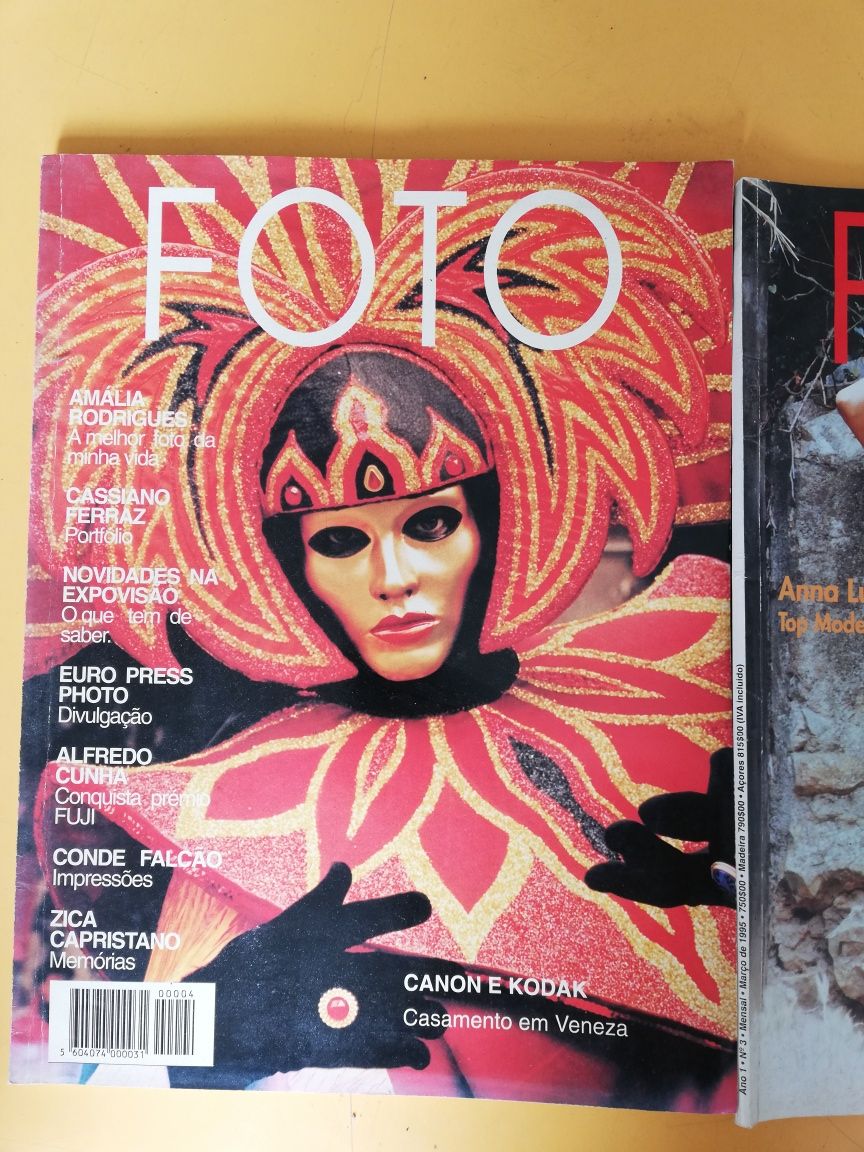 FOTO
AMÁLIA
RODRIGUES
A melhor foto da
minha vida
CASSIANO
FERRAZ
Portfólio
NOVIDADES NA
EXPOVISÃO
O que tem de
saber.
EURO PRESS
PHOTO
Divulgação
ALFREDO
CUNHA
Conquista prémio
FUJI
CONDE FALCÃO
Impressões
ZICA
CAPRISTANO
Memórias
00004
5 604074 000031
CANON E KODAK
Casamento em Veneza
Ano 1 • Nº 3 • Mensal • Março de 1995 • 750$00 • Madeira 790$00 • Açores 815$00 (IVA incluído)
F
Anna Lu
Top Mode